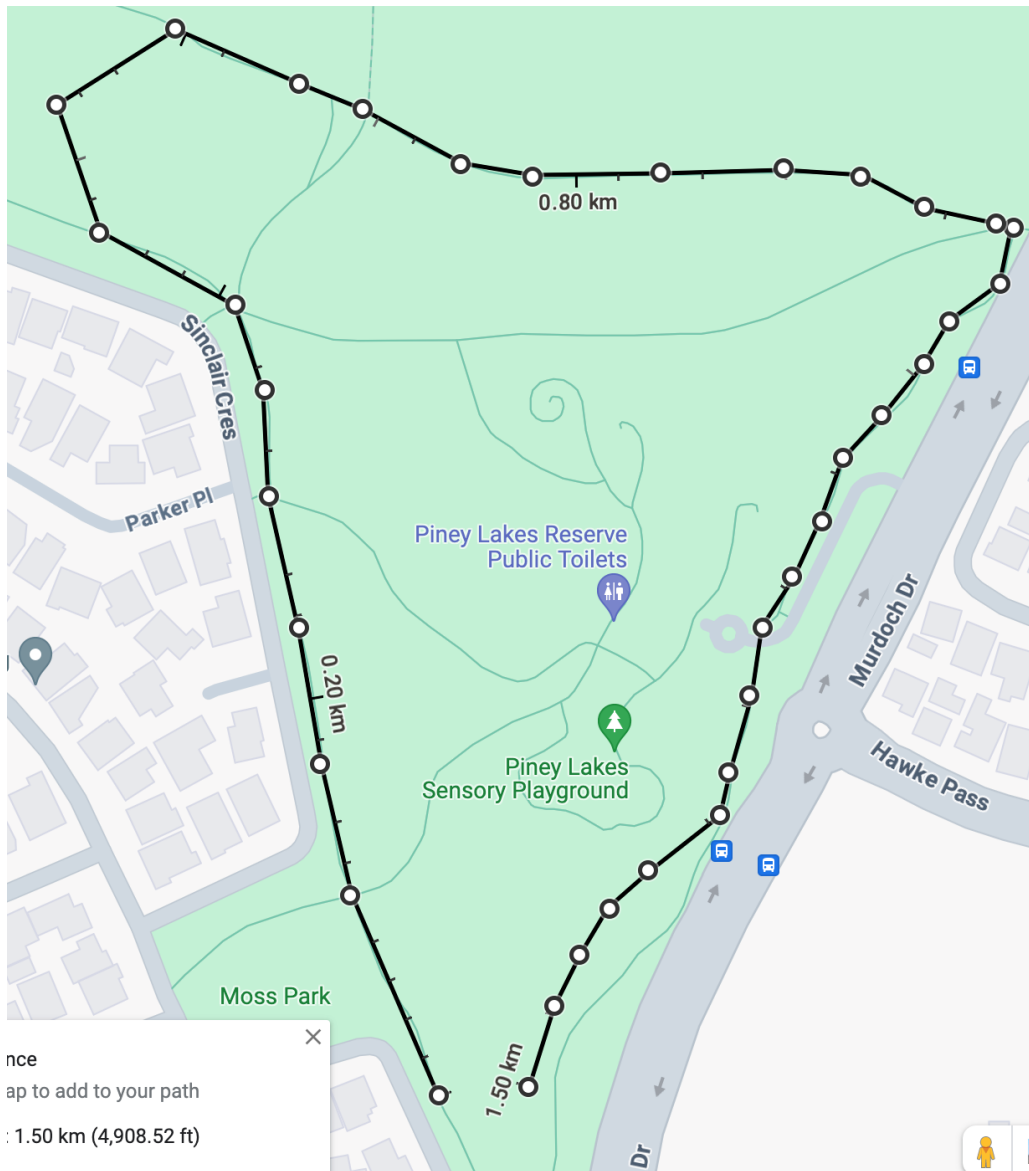 0.80 km
Sinclair Cres
Parker Pl
Piney Lakes Reserve
Public Toilets
0.20 km
Murdoch Dr
Piney Lakes
Sensory Playground
Hawke Pass
Moss Park
1.50 km
nce
ap to add to your path
: 1.50 km (4,908.52 ft)
Dr